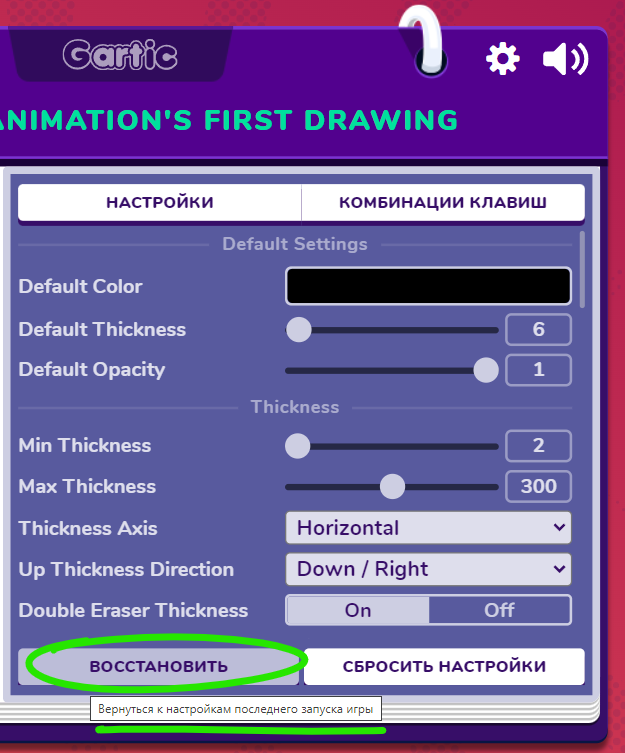 Gartic
ANIMATION'S FIRST DRAWING
НАСТРОЙКИ
КОМБИНАЦИИ КЛАВИШ
Default Settings
Default Color
Default Thickness
6
Default Opacity
1
Thickness
Min Thickness
2
Max Thickness
300
Thickness Axis
Horizontal
Up Thickness Direction
Down / Right
Double Eraser Thickness
On
Off
ВОССТАНОВИТЬ
СБРОСИТЬ НАСТРОЙКИ
Вернуться к настройкам последнего запуска игры